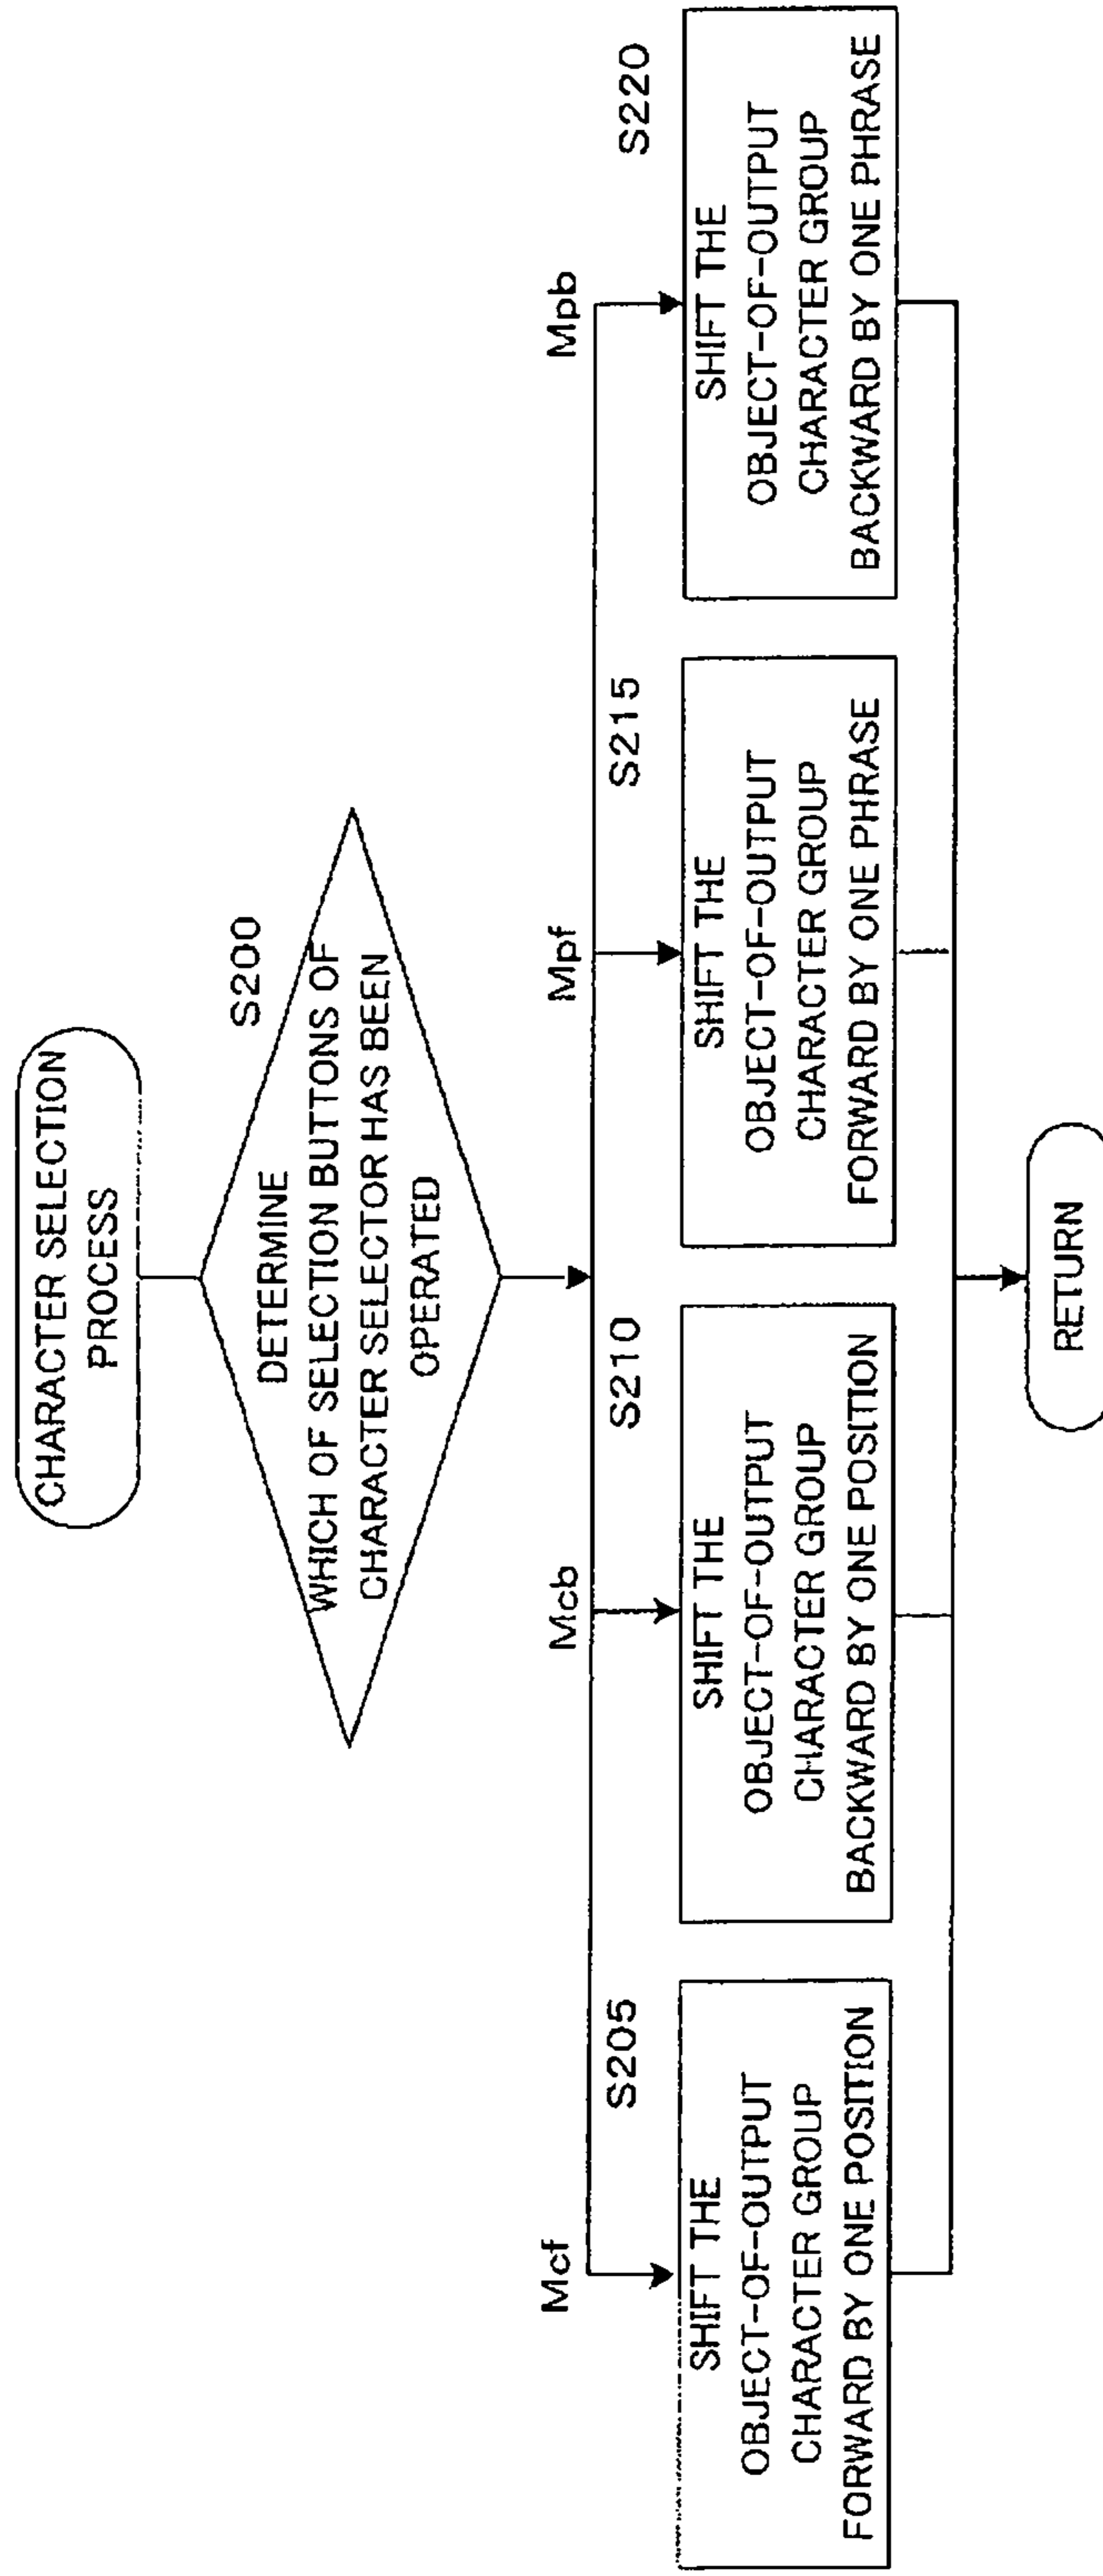 CHARACTER SELECTION
PROCESS
S200
DETERMINE
WHICH OF SELECTION BUTTONS OF
CHARACTER SELECTOR HAS BEEN
OPERATED
Mcf
Mcb
Mpf
Mpb
S205
SHIFT THE
OBJECT-OF-OUTPUT
CHARACTER GROUP
FORWARD BY ONE POSITION
S210
SHIFT THE
OBJECT-OF-OUTPUT
CHARACTER GROUP
BACKWARD BY ONE POSITION
S215
SHIFT THE
OBJECT-OF-OUTPUT
CHARACTER GROUP
FORWARD BY ONE PHRASE
S220
SHIFT THE
OBJECT-OF-OUTPUT
CHARACTER GROUP
BACKWARD BY ONE PHRASE
RETURN